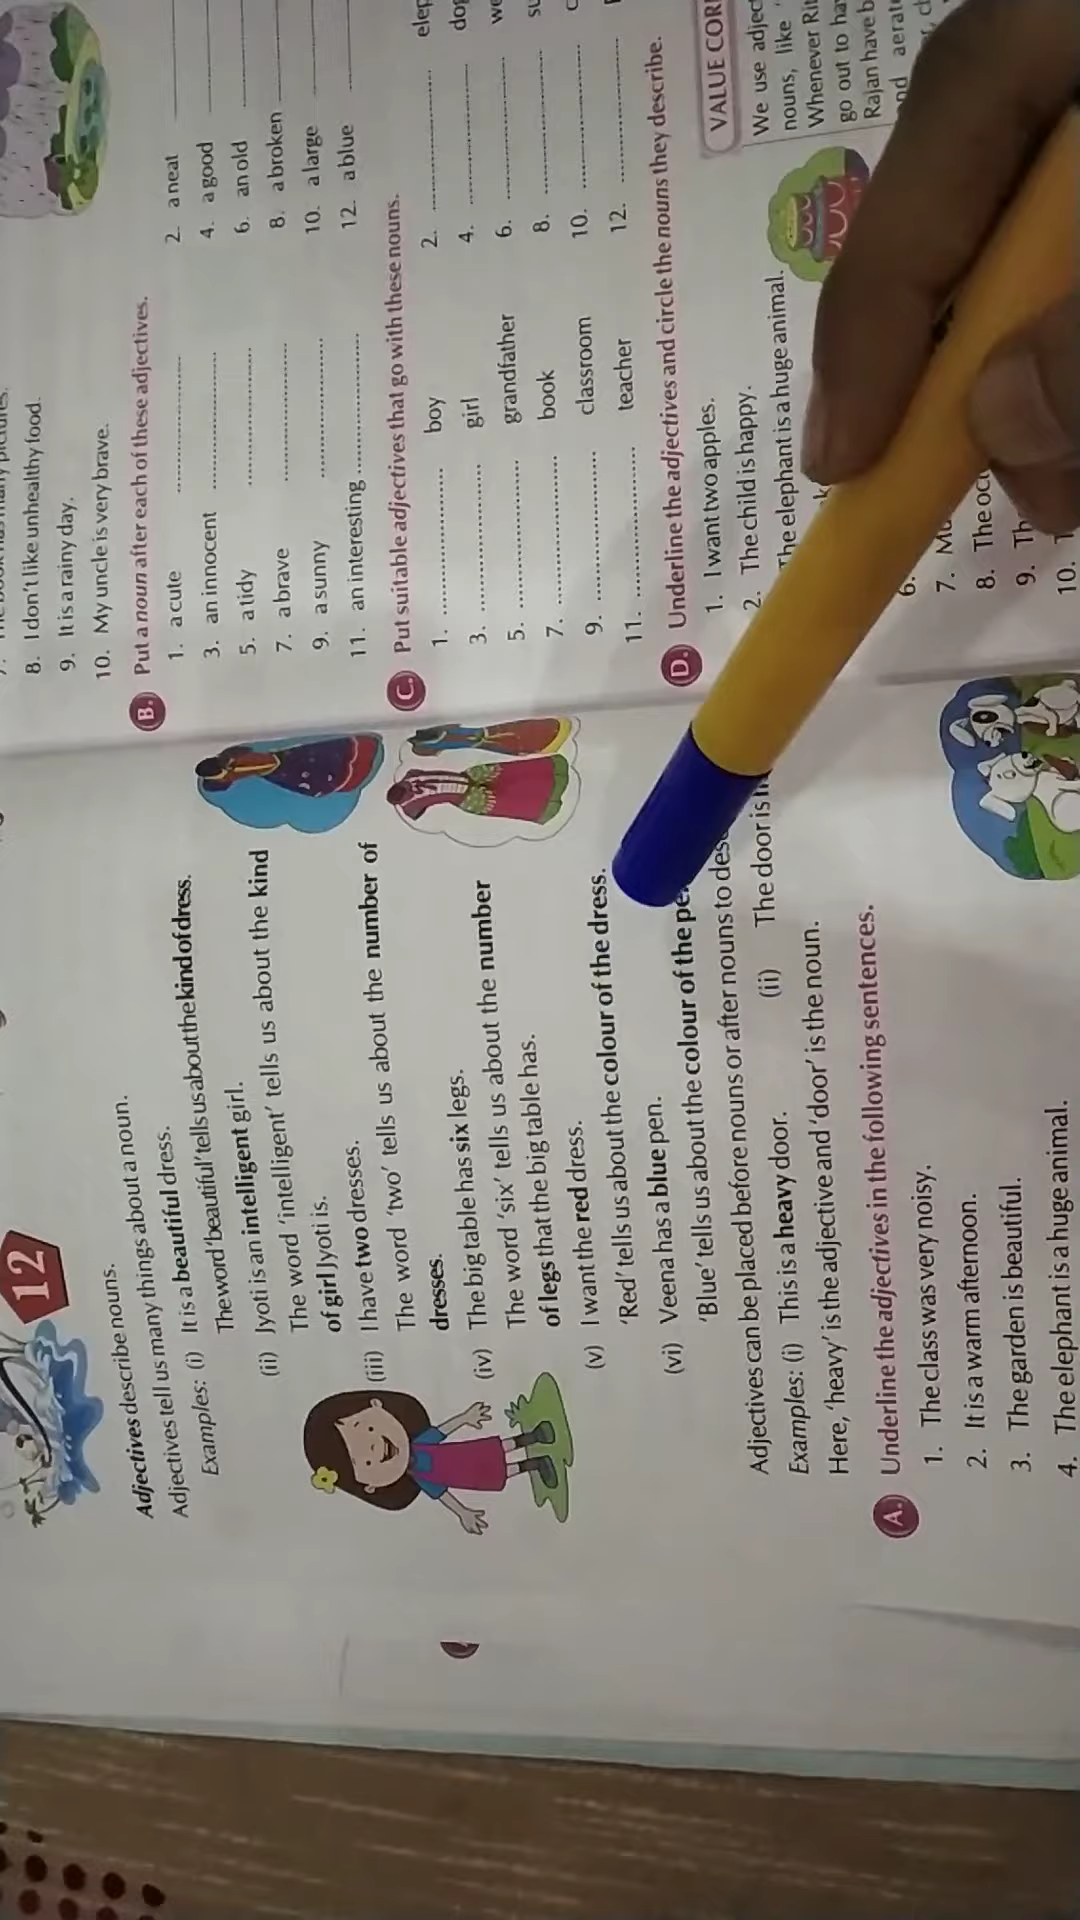 12
Adjectives describe nouns.
Adjectives tell us many things about a noun.
Examples: (i) It is a beautiful dress.
The word 'beautiful' tells us about the kind of dress.
(ii) Jyoti is an intelligent girl.
The word 'intelligent' tells us about the kind
of girl Jyoti is.
(iii) I have two dresses.
The word 'two' tells us about the number of
dresses.
(iv) The big table has six legs.
The word 'six' tells us about the number
of legs that the big table has.
(v) I want the red dress.
'Red' tells us about the colour of the dress.
(vi) Veena has a blue pen.
'Blue' tells us about the colour of the
Adjectives can be placed before nouns or after nouns to
Examples: (i) This is a heavy door. (ii) The door is
Here, 'heavy' is the adjective and 'door' is the noun.
A. Underline the adjectives in the following sentences.
1. The class was very noisy.
2. It is a warm afternoon.
3. The garden is beautiful.
4. The elephant is a huge animal.
8. I don't like unhealthy food.
9. It is a rainy day.
10. My uncle is very brave.
B. Put a noun after each of these adjectives.
1. a cute 2. a neat
3. an innocent 4. a good
5. a tidy 6. an old
7. a brave 8. a broken
9. a sunny 10. a large
11. an interesting 12. a blue
C. Put suitable adjectives that go with these nouns.
1. boy 2.
3. girl 4.
5. grandfather 6.
7. book 8.
9. classroom 10.
11. teacher 12.
D. Underline the adjectives and circle the nouns they describe.
1. I want two apples.
2. The child is happy.
The elephant is a huge animal.
6.
7.
8. The
9.
10.
VALUE
We use
nouns, like
Whenever
go out to
Rajan have